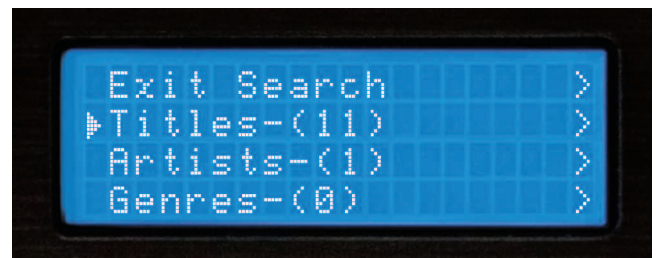 Exit Search >
Titles-(11) >
Artists-(1) >
Genres-(0) >